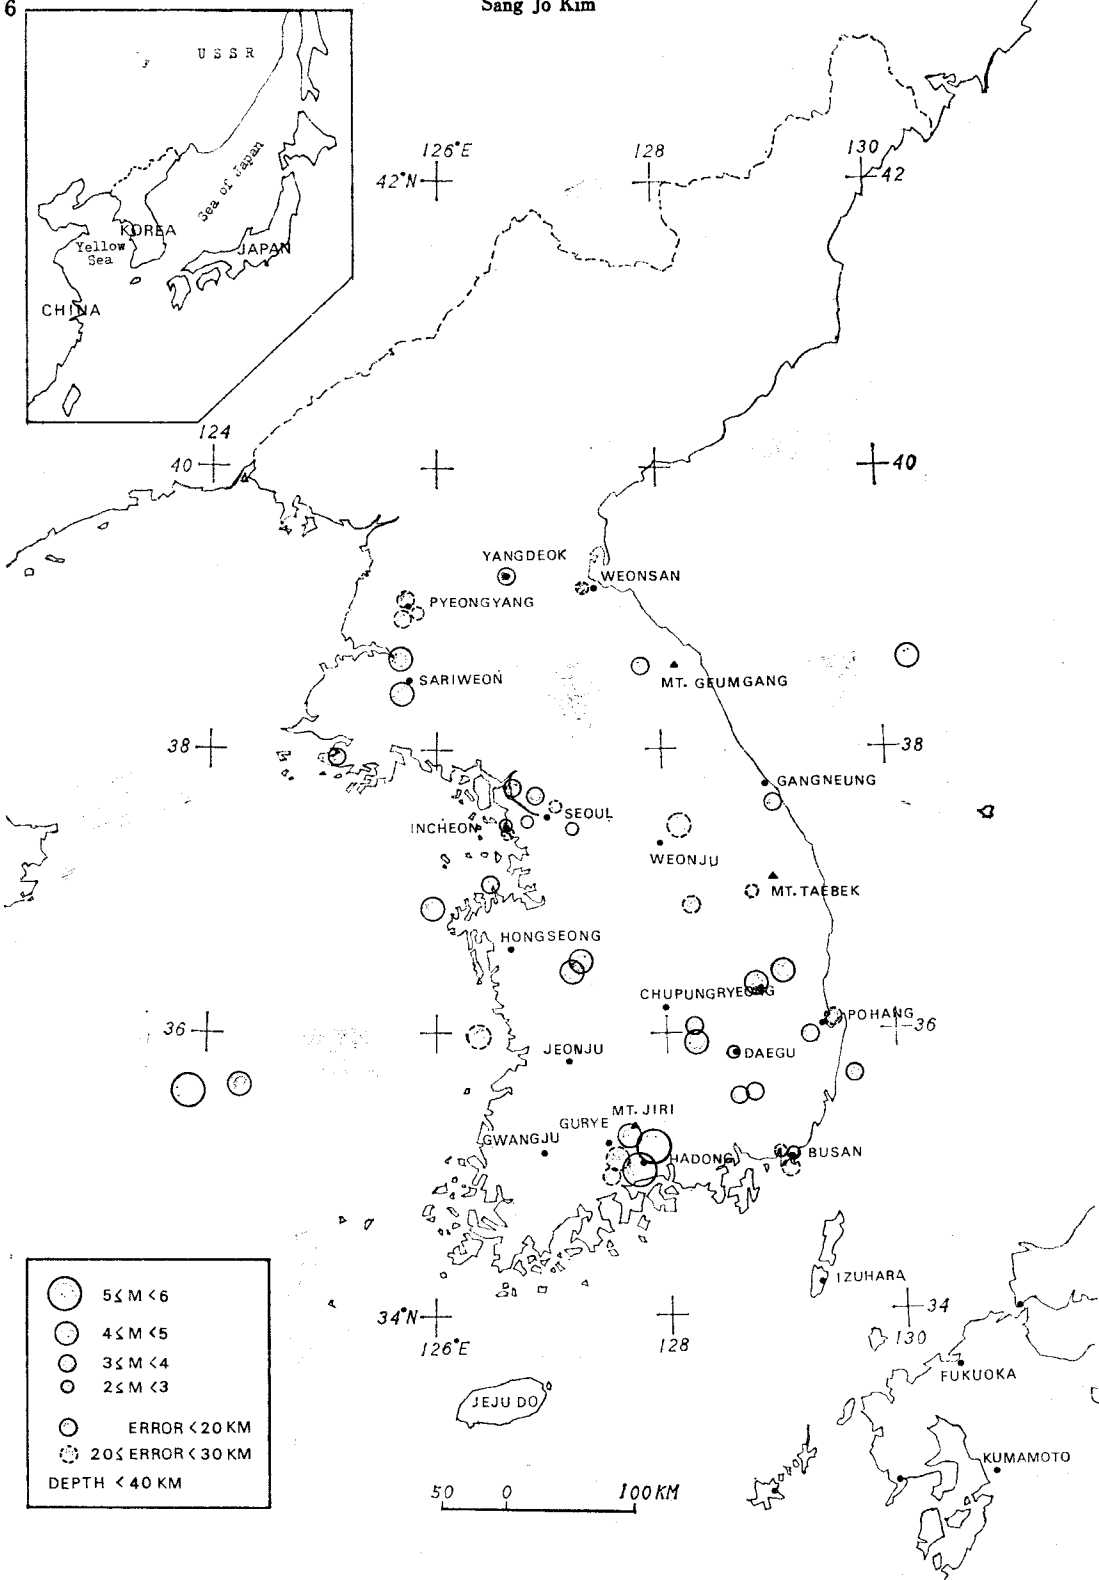 6
Sang Jo Kim
USSR
Sea of Japan
KOREA
Yellow
Sea
JAPAN
CHINA
126°E
128
130
42°N
42
124
40
40
YANGDEOK
WEONSAN
PYEONGYANG
SARIWEON
MT. GEUMGANG
38
38
GANGNEUNG
INCHEON
SEOUL
WEONJU
MT. TAEBEK
HONGSEONG
CHUPUNGRYEONG
POHANG
36
36
JEONJU
DAEGU
MT. JIRI
GURYE
GWANGJU
HADONG
BUSAN
IZUHARA
34°N
34
126°E
128
130
FUKUOKA
JEJU DO
KUMAMOTO
5≤ M <6
4≤ M <5
3≤ M <4
2≤ M <3
ERROR <20 KM
20≤ ERROR <30 KM
DEPTH <40 KM
50 0 100KM